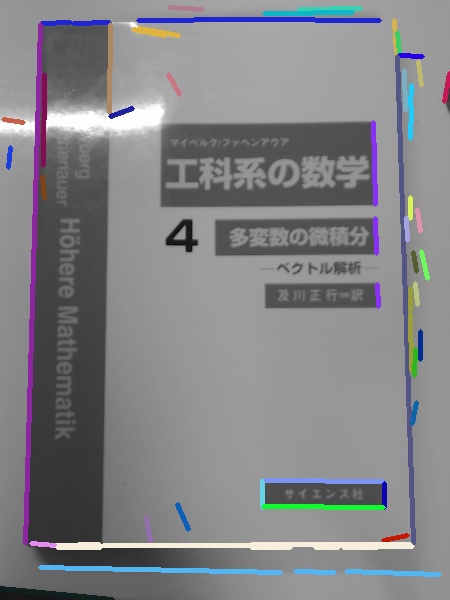 berg
henauer
Höhere Mathematik
マイベルク/ファヘンアウア
工科系の数学
4
多変数の微積分
―ベクトル解析―
及川正行=訳
サイエンス社